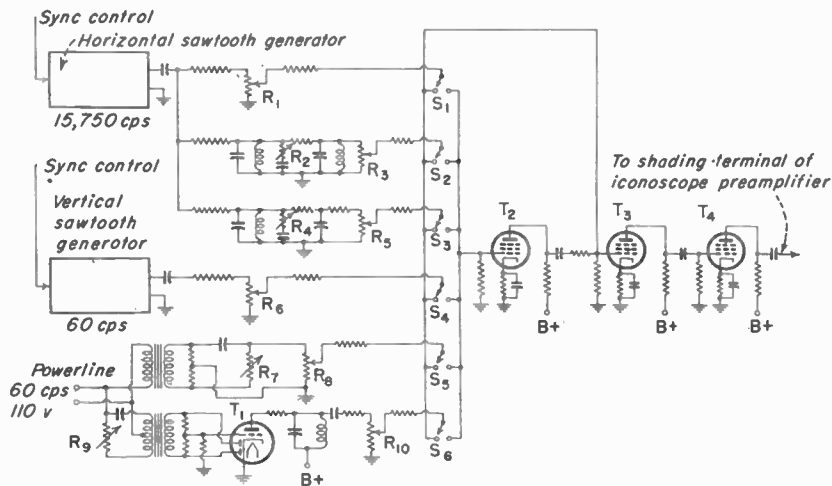 Sync control
Horizontal sawtooth generator
15,750 cps
R1
S1
R2
R3
S2
Sync control
Vertical
sawtooth
generator
60 cps
R4
R5
S3
To shading terminal of
iconoscope preamplifier
T2
T3
T4
R6
S4
B+
B+
B+
Powerline
60 cps
110 v
R7
R8
S5
T1
R9
B+
R10
S6